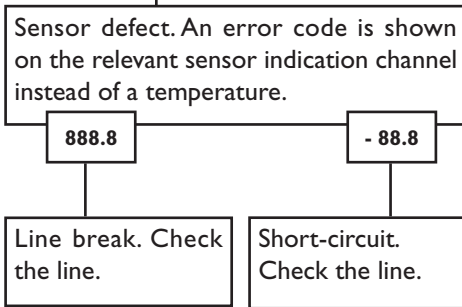 Sensor defect. An error code is shown
on the relevant sensor indication channel
instead of a temperature.
888.8
- 88.8
Line break. Check
the line.
Short-circuit.
Check the line.